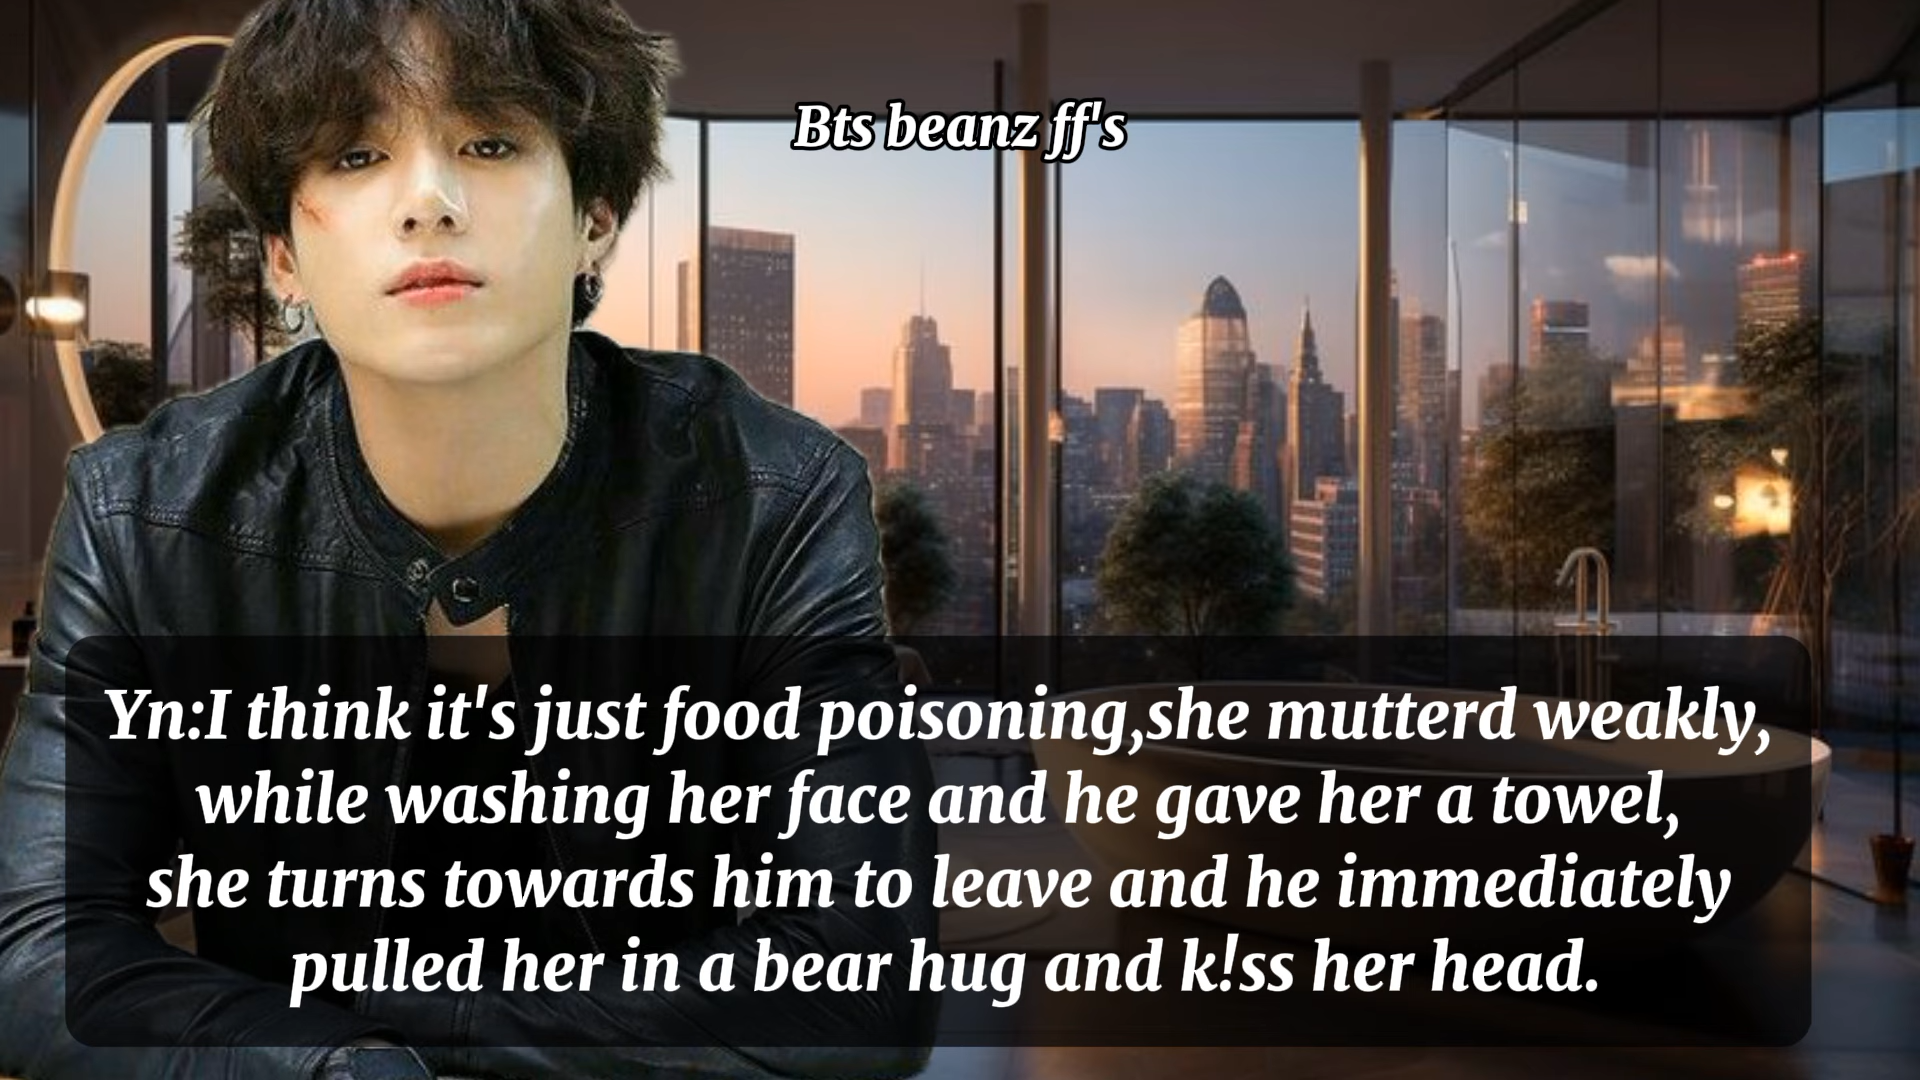 Bts beanz ff's
Yn:I think it's just food poisoning,she mutterd weakly,
while washing her face and he gave her a towel,
she turns towards him to leave and he immediately
pulled her in a bear hug and k!ss her head.